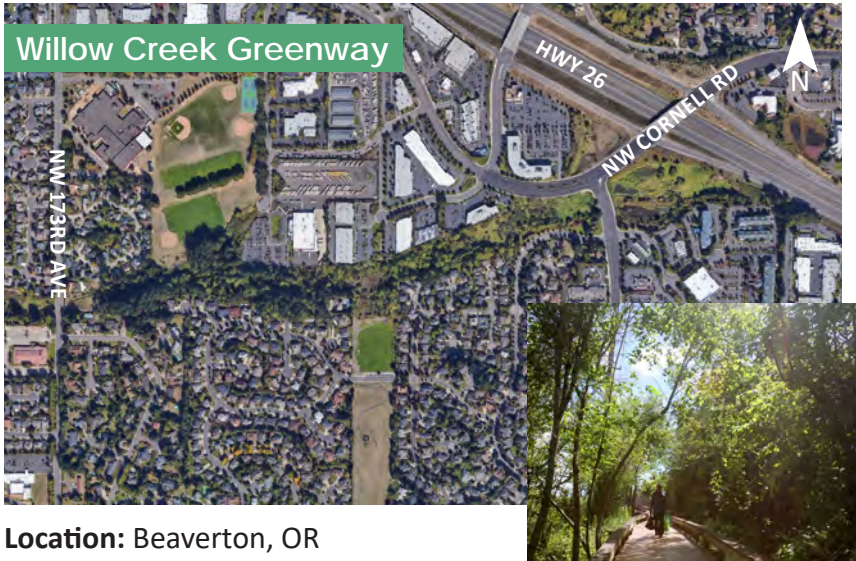 Willow Creek Greenway
HWY 26
NW CORNELL RD
N
NW 173RD AVE
Location: Beaverton, OR